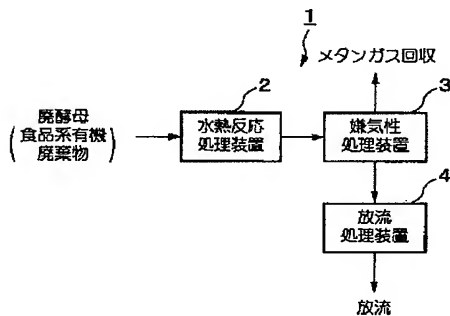 1
メタンガス回収
2
3
廃酵母
(食品系有機
廃棄物)
水熱反応
処理装置
嫌気性
処理装置
4
放流
処理装置
放流